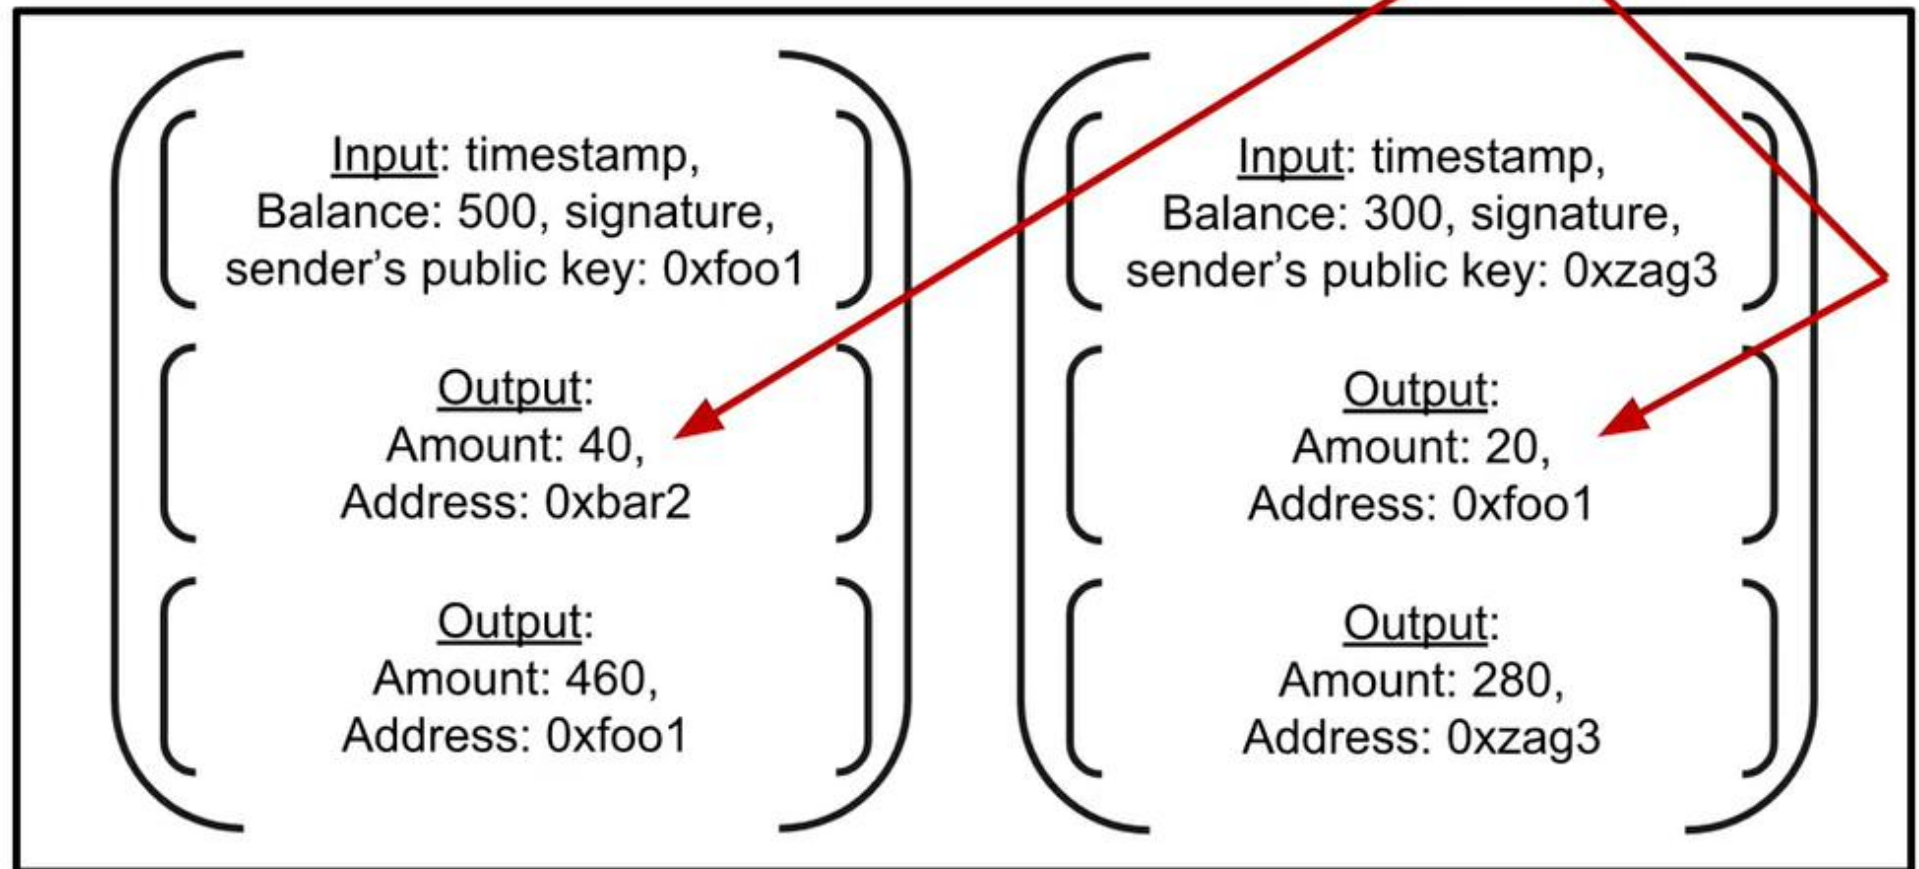 Input: timestamp,
Balance: 500, signature,
sender's public key: 0xfoo1
Output:
Amount: 40,
Address: 0xbar2
Output:
Amount: 460,
Address: 0xfoo1
Input: timestamp,
Balance: 300, signature,
sender's public key: 0xzag3
Output:
Amount: 20,
Address: 0xfoo1
Output:
Amount: 280,
Address: 0xzag3